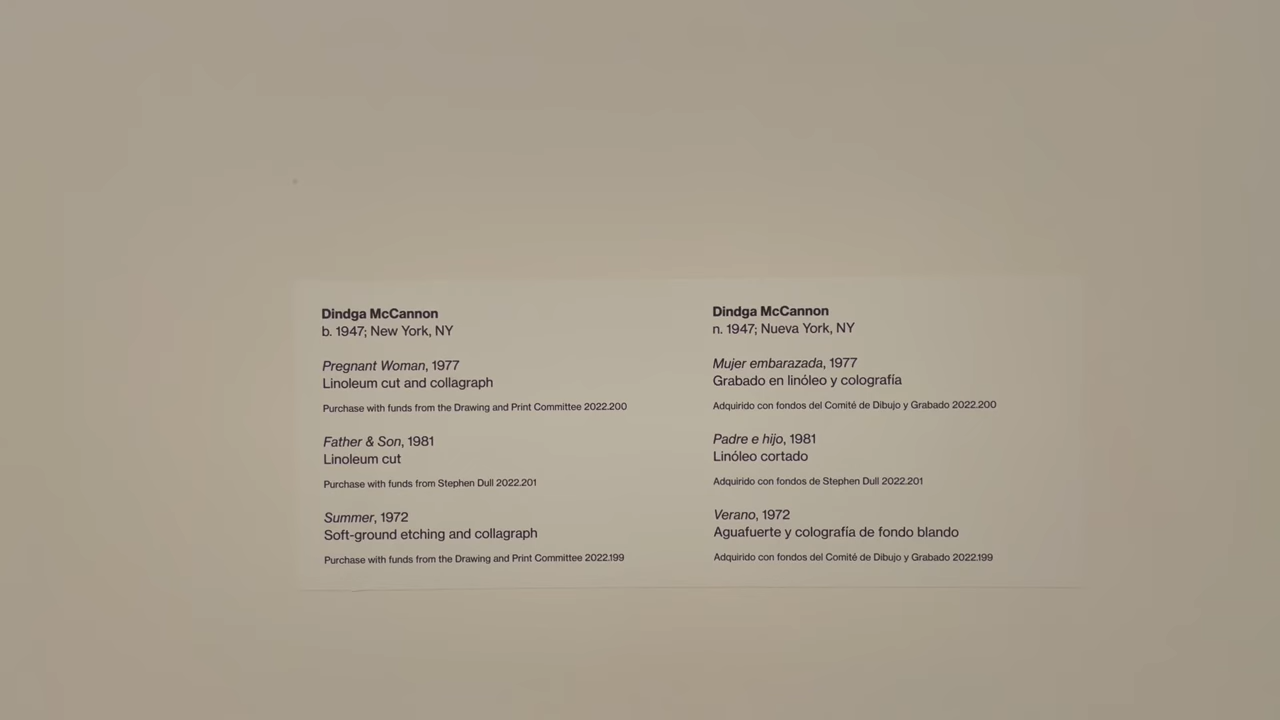 Dindga McCannon
b. 1947; New York, NY
Pregnant Woman, 1977
Linoleum cut and collagraph
Purchase with funds from the Drawing and Print Committee 2022.200
Father & Son, 1981
Linoleum cut
Purchase with funds from Stephen Dull 2022.201
Summer, 1972
Soft-ground etching and collagraph
Purchase with funds from the Drawing and Print Committee 2022.199
Dindga McCannon
n. 1947; Nueva York, NY
Mujer embarazada, 1977
Grabado en linóleo y colografía
Adquirido con fondos del Comité de Dibujo y Grabado 2022.200
Padre e hijo, 1981
Linóleo cortado
Adquirido con fondos de Stephen Dull 2022.201
Verano, 1972
Aguafuerte y colografía de fondo blando
Adquirido con fondos del Comité de Dibujo y Grabado 2022.199